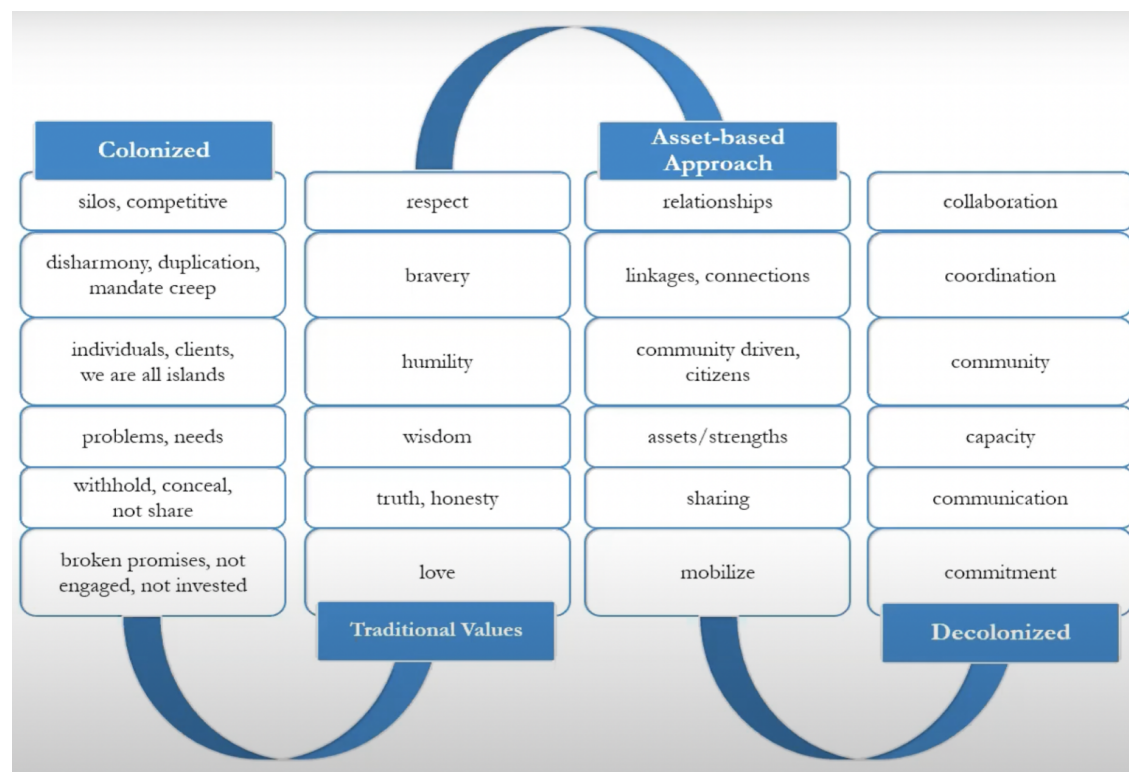 Colonized
silos, competitive
disharmony, duplication,
mandate creep
individuals, clients,
we are all islands
problems, needs
withhold, conceal,
not share
broken promises, not
engaged, not invested
respect
bravery
humility
wisdom
truth, honesty
love
Traditional Values
Asset-based
Approach
relationships
linkages, connections
community driven,
citizens
assets/strengths
sharing
mobilize
collaboration
coordination
community
capacity
communication
commitment
Decolonized